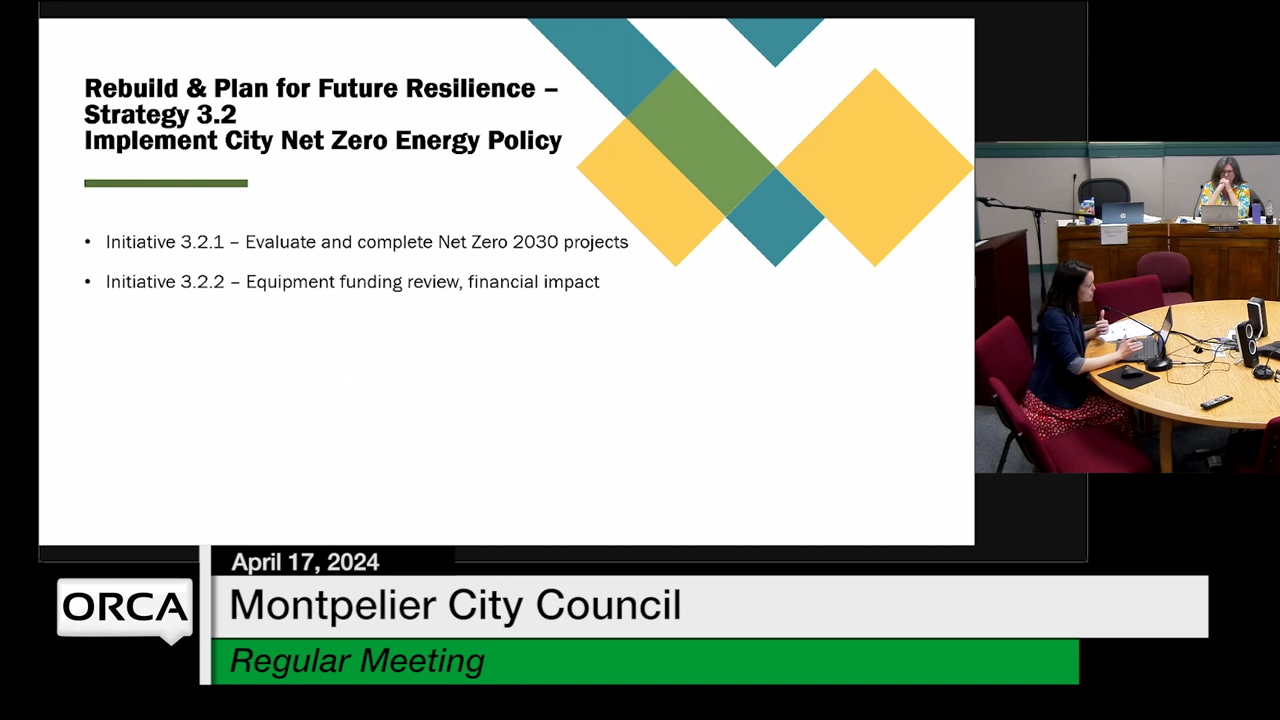 Rebuild & Plan for Future Resilience –
Strategy 3.2
Implement City Net Zero Energy Policy
• Initiative 3.2.1 – Evaluate and complete Net Zero 2030 projects
• Initiative 3.2.2 – Equipment funding review, financial impact
April 17, 2024
ORCA
Montpelier City Council
Regular Meeting